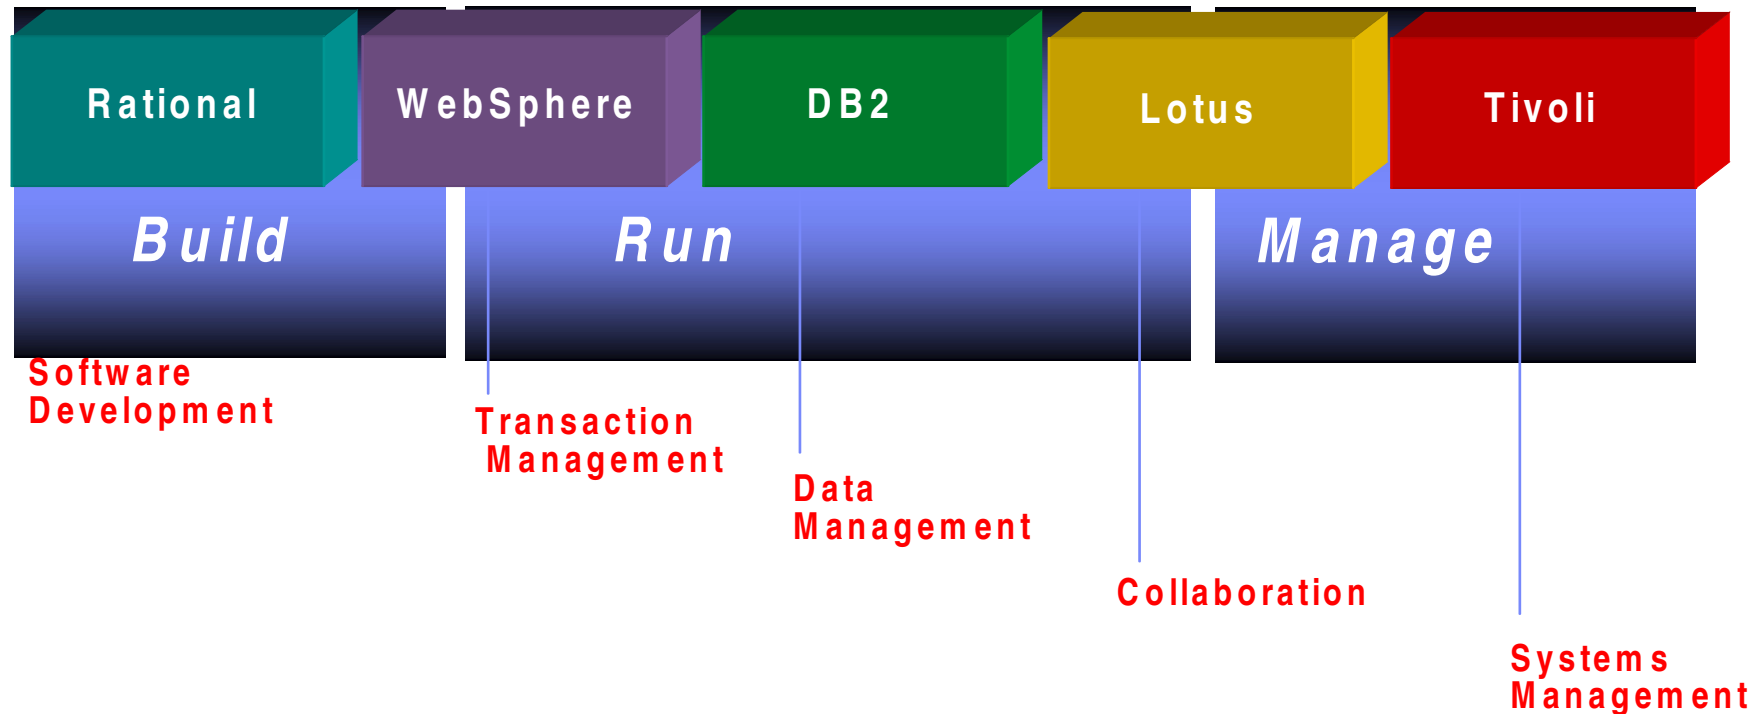 Rational
WebSphere
DB2
Lotus
Tivoli
Build
Run
Manage
Software
Development
Transaction
Management
Data
Management
Collaboration
Systems
Management